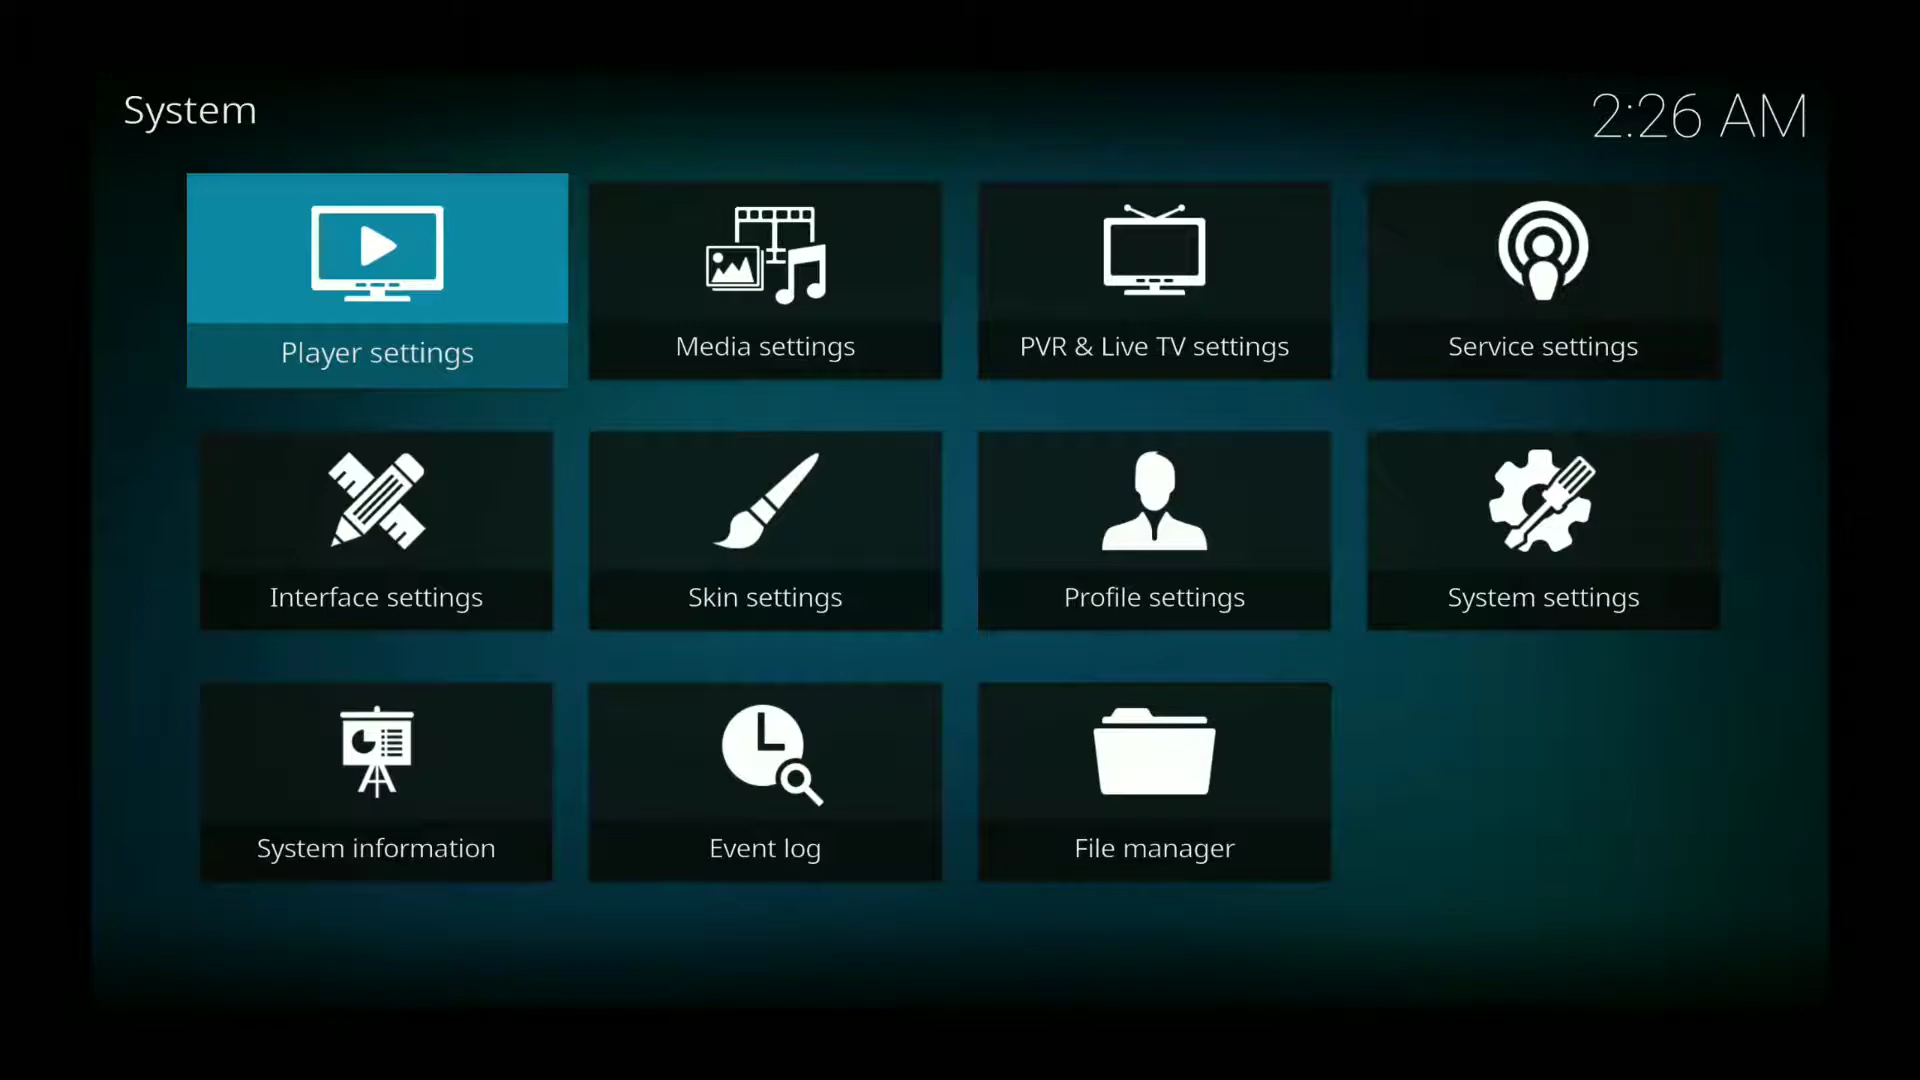 System
2:26 AM
Player settings
Media settings
PVR & Live TV settings
Service settings
Interface settings
Skin settings
Profile settings
System settings
System information
Event log
File manager